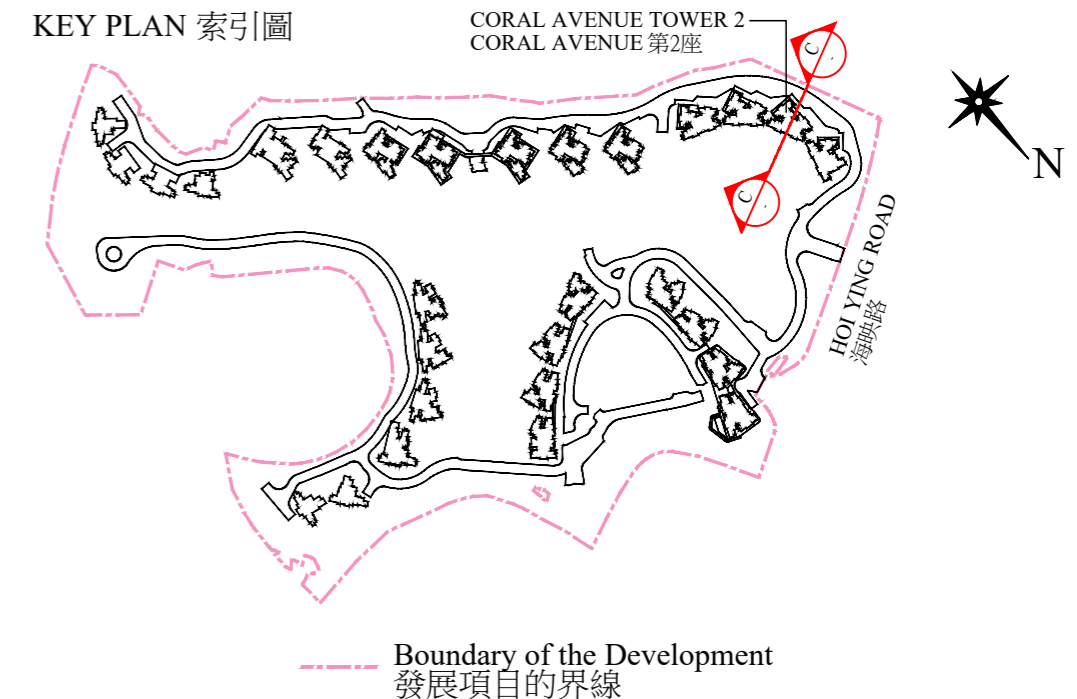 KEY PLAN 索引圖
CORAL AVENUE TOWER 2
CORAL AVENUE 第2座
C
C
N
HOI YING ROAD
海映路
Boundary of the Development
發展項目的界線